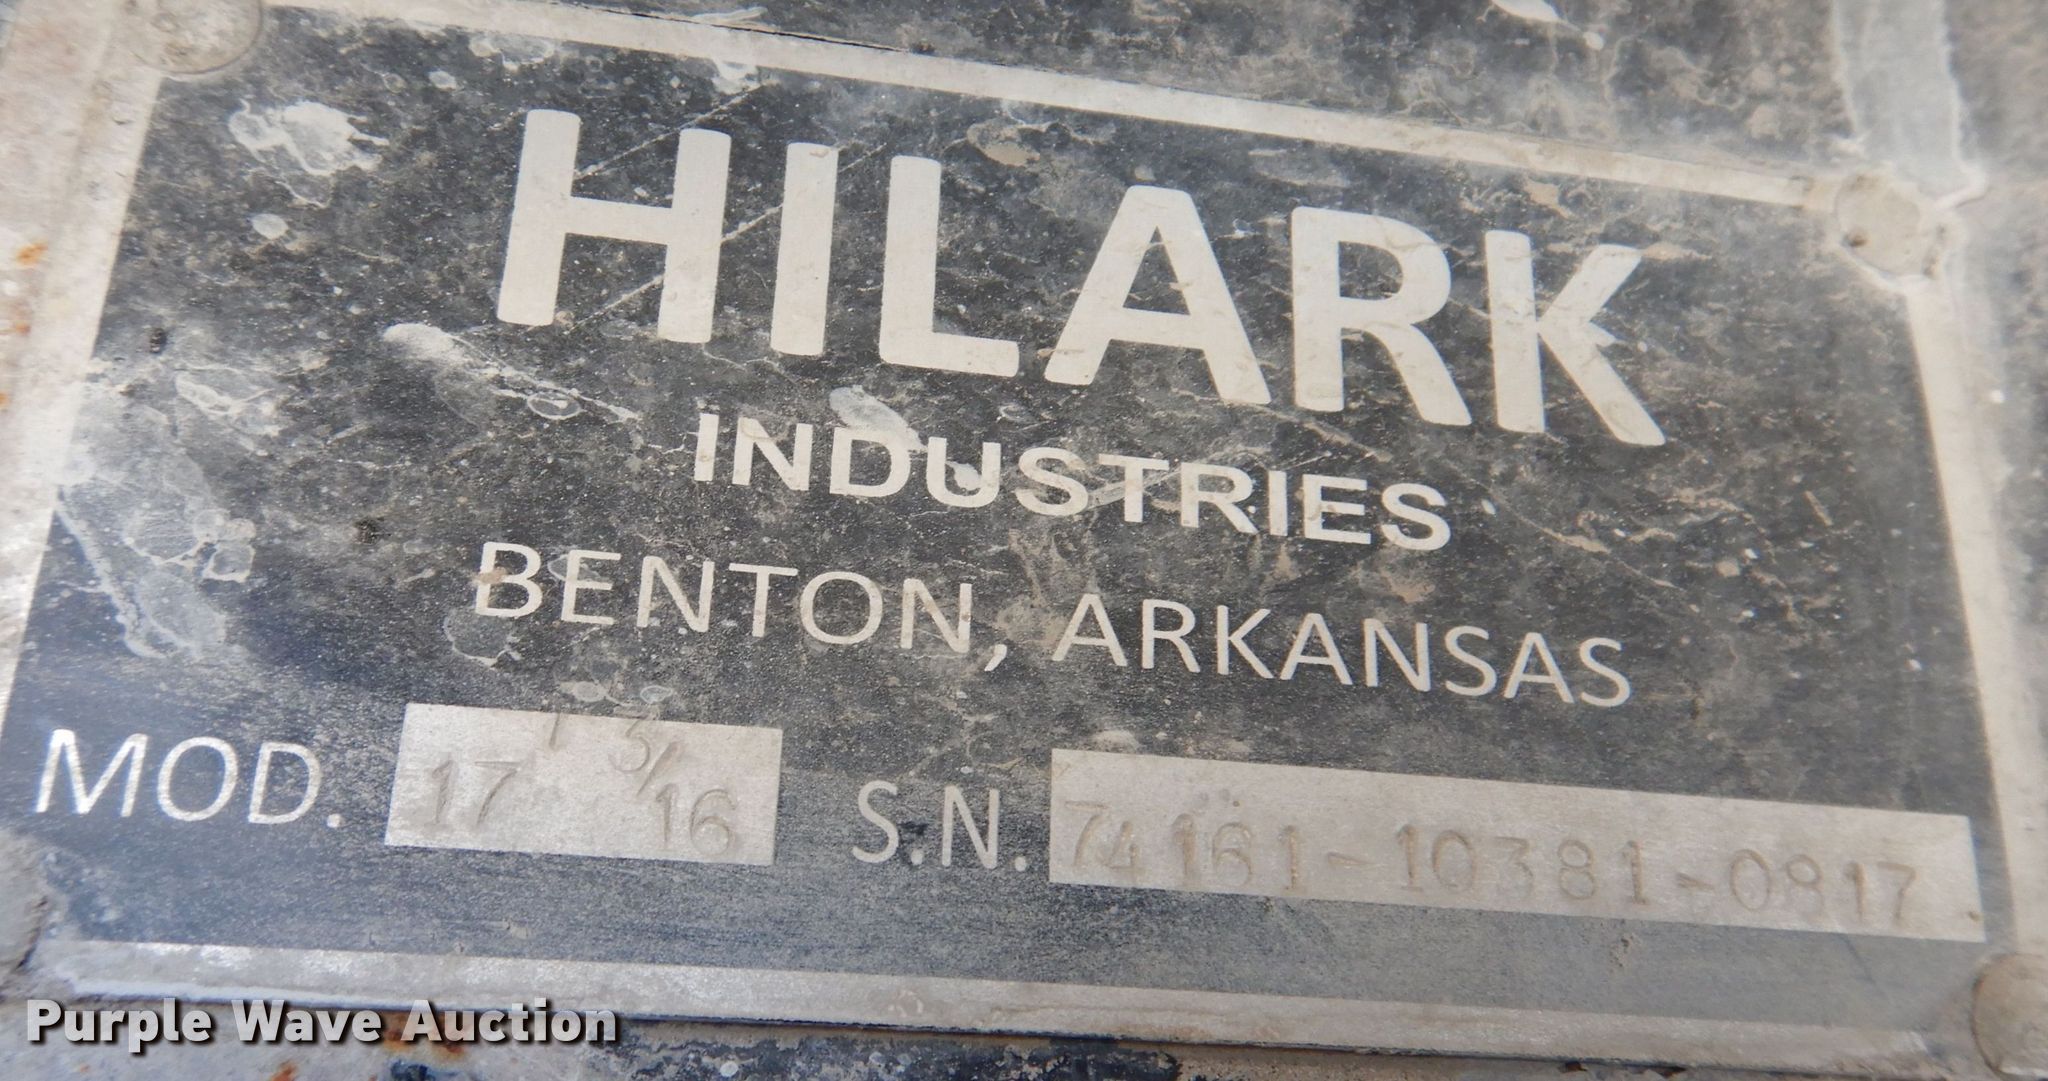 HILARK
INDUSTRIES
BENTON, ARKANSAS
MOD. 17 3/16 S.N. 74161-10381-0817
Purple Wave Auction